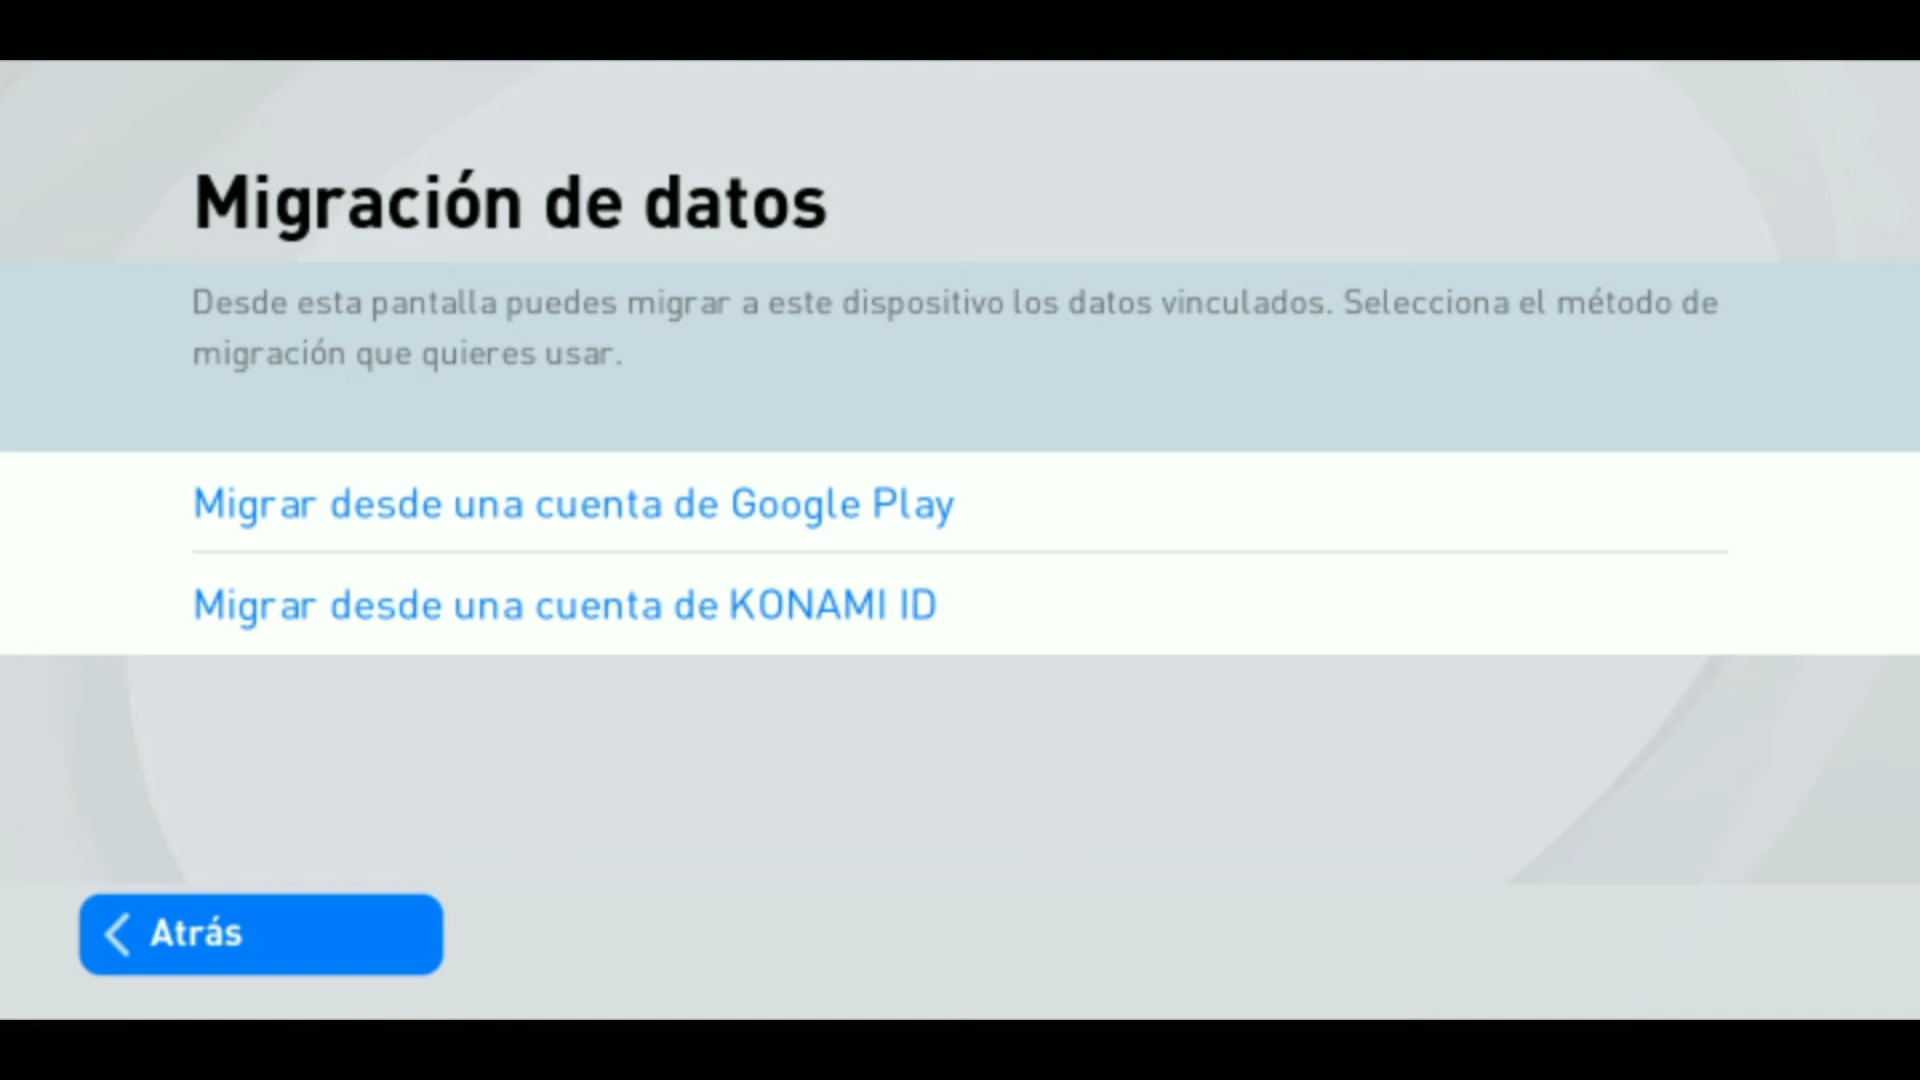 Migración de datos
Desde esta pantalla puedes migrar a este dispositivo los datos vinculados. Selecciona el método de
migración que quieres usar.
Migrar desde una cuenta de Google Play
Migrar desde una cuenta de KONAMI ID
Atrás